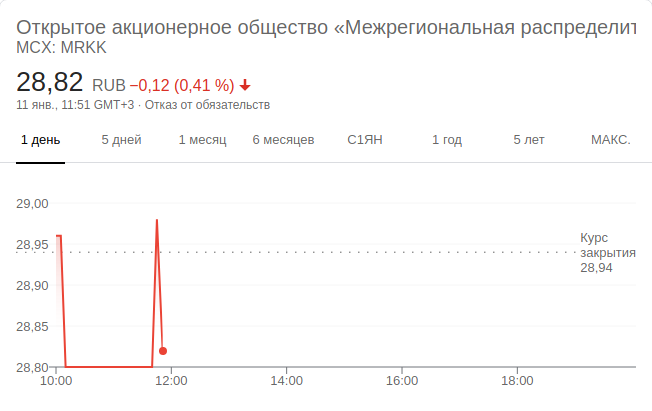 Открытое акционерное общество «Межрегиональная распределит
MCX: MRKK
28,82 RUB −0,12 (0,41 %) ↓
11 янв., 11:51 GMT+3 · Отказ от обязательств
1 день 5 дней 1 месяц 6 месяцев С1ЯН 1 год 5 лет МАКС.
29,00
28,95
28,90
28,85
28,80
Курс
закрытия
28,94
10:00 12:00 14:00 16:00 18:00